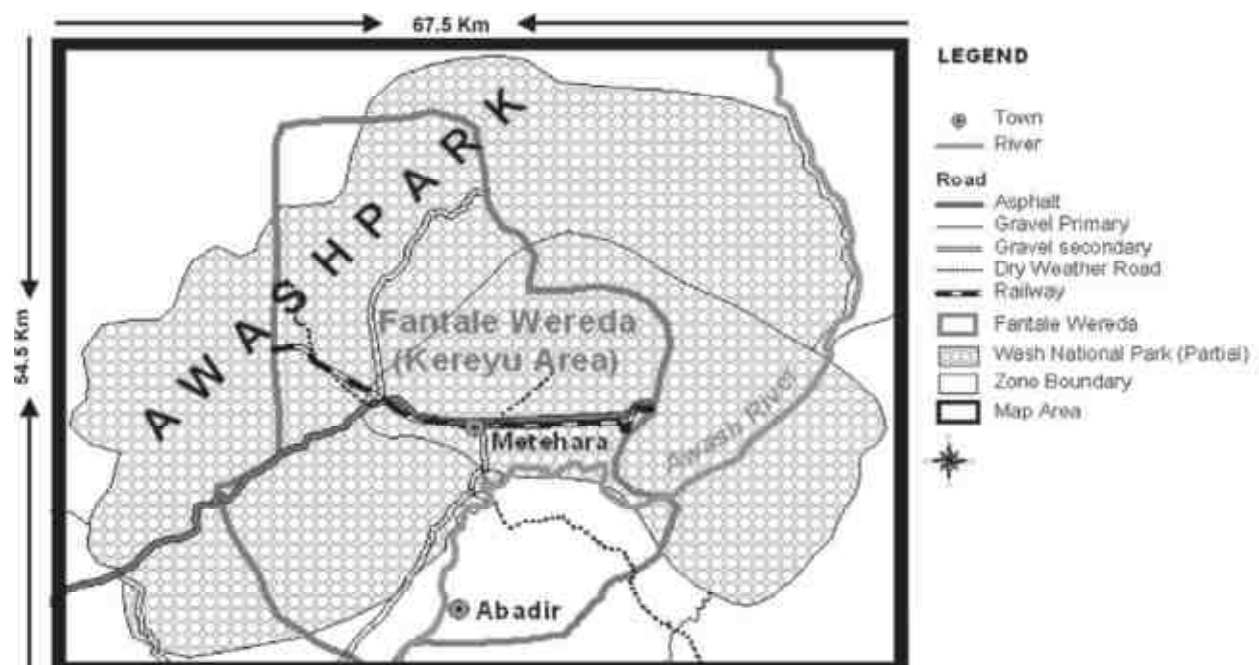 67.5 Km
54.5 Km
AWASHPARK
Fantale Wereda
(Kereyu Area)
Metehara
Awash River
Abadir
LEGEND
Town
River
Road
Asphalt
Gravel Primary
Gravel secondary
Dry Weather Road
Railway
Fantale Wereda
Wash National Park (Partial)
Zone Boundary
Map Area